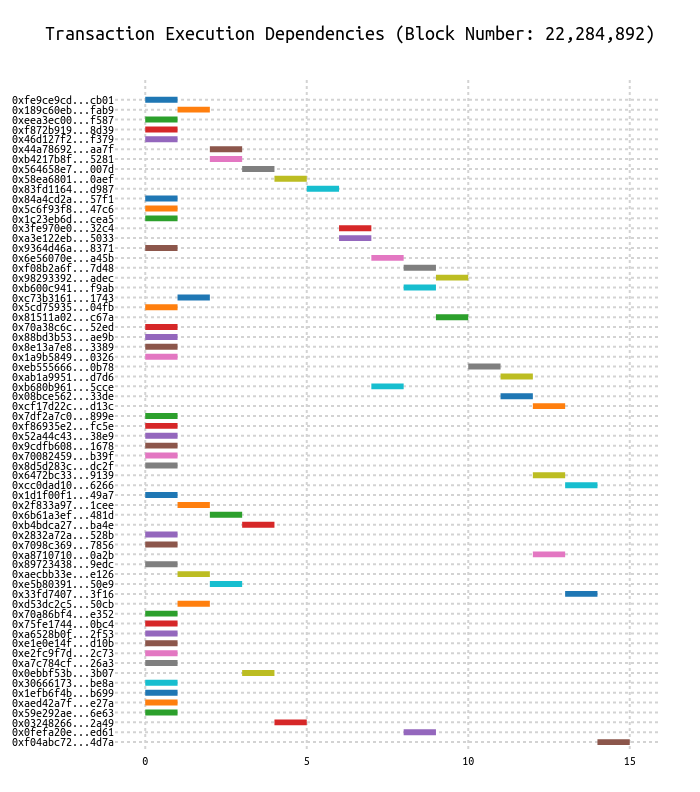 Transaction Execution Dependencies (Block Number: 22,284,892)
0xfe9ce9cd...cb01
0x189c60eb...fab9
0xeea3ec00...f587
0xf872b919...8d39
0x46d127f2...f379
0x44a78692...aa7f
0xb4217b8f...5281
0x564658e7...007d
0x58ea6801...0aef
0x83fd1164...d987
0x84a4cd2a...57f1
0x5c6f93f8...47c6
0x1c23eb6d...cea5
0x3fe970e0...32c4
0xa3e122eb...5033
0x9364d46a...8371
0x6e56070e...a45b
0xf08b2a6f...7d48
0x98293392...adec
0xb600c941...f9ab
0xc73b3161...1743
0x5cd75935...04fb
0x81511a02...c67a
0x70a38c6c...52ed
0x88bd3b53...ae9b
0x8e13a7e8...3389
0x1a9b5849...0326
0xeb555666...0b78
0xab1a9951...d7d6
0xb680b961...5cce
0x08bce562...33de
0xcf17d22c...d13c
0x7df2a7c0...899e
0xf86935e2...fc5e
0x52a44c43...38e9
0x9cdfb608...1678
0x70082459...b39f
0x8d5d283c...dc2f
0x6472bc33...9139
0xcc0dad10...6266
0x1d1f00f1...49a7
0x2f833a97...1cee
0x6b61a3ef...481d
0xb4bdca27...ba4e
0x2832a72a...528b
0x7098c369...7856
0xa8710710...0a2b
0x89723438...9edc
0xaecbb33e...e126
0xe5b80391...50e9
0x33fd7407...3f16
0xd53dc2c5...50cb
0x70a86bf4...e352
0x75fe1744...0bc4
0xa6528b0f...2f53
0xe1e0e14f...d10b
0xe2fc9f7d...2c73
0xa7c784cf...26a3
0x0ebbf53b...3b07
0x30666173...be8a
0x1efb6f4b...b699
0xaed42a7f...e27a
0x59e292ae...6e63
0x03248266...2a49
0x0fefa20e...ed61
0xf04abc72...4d7a
0 5 10 15